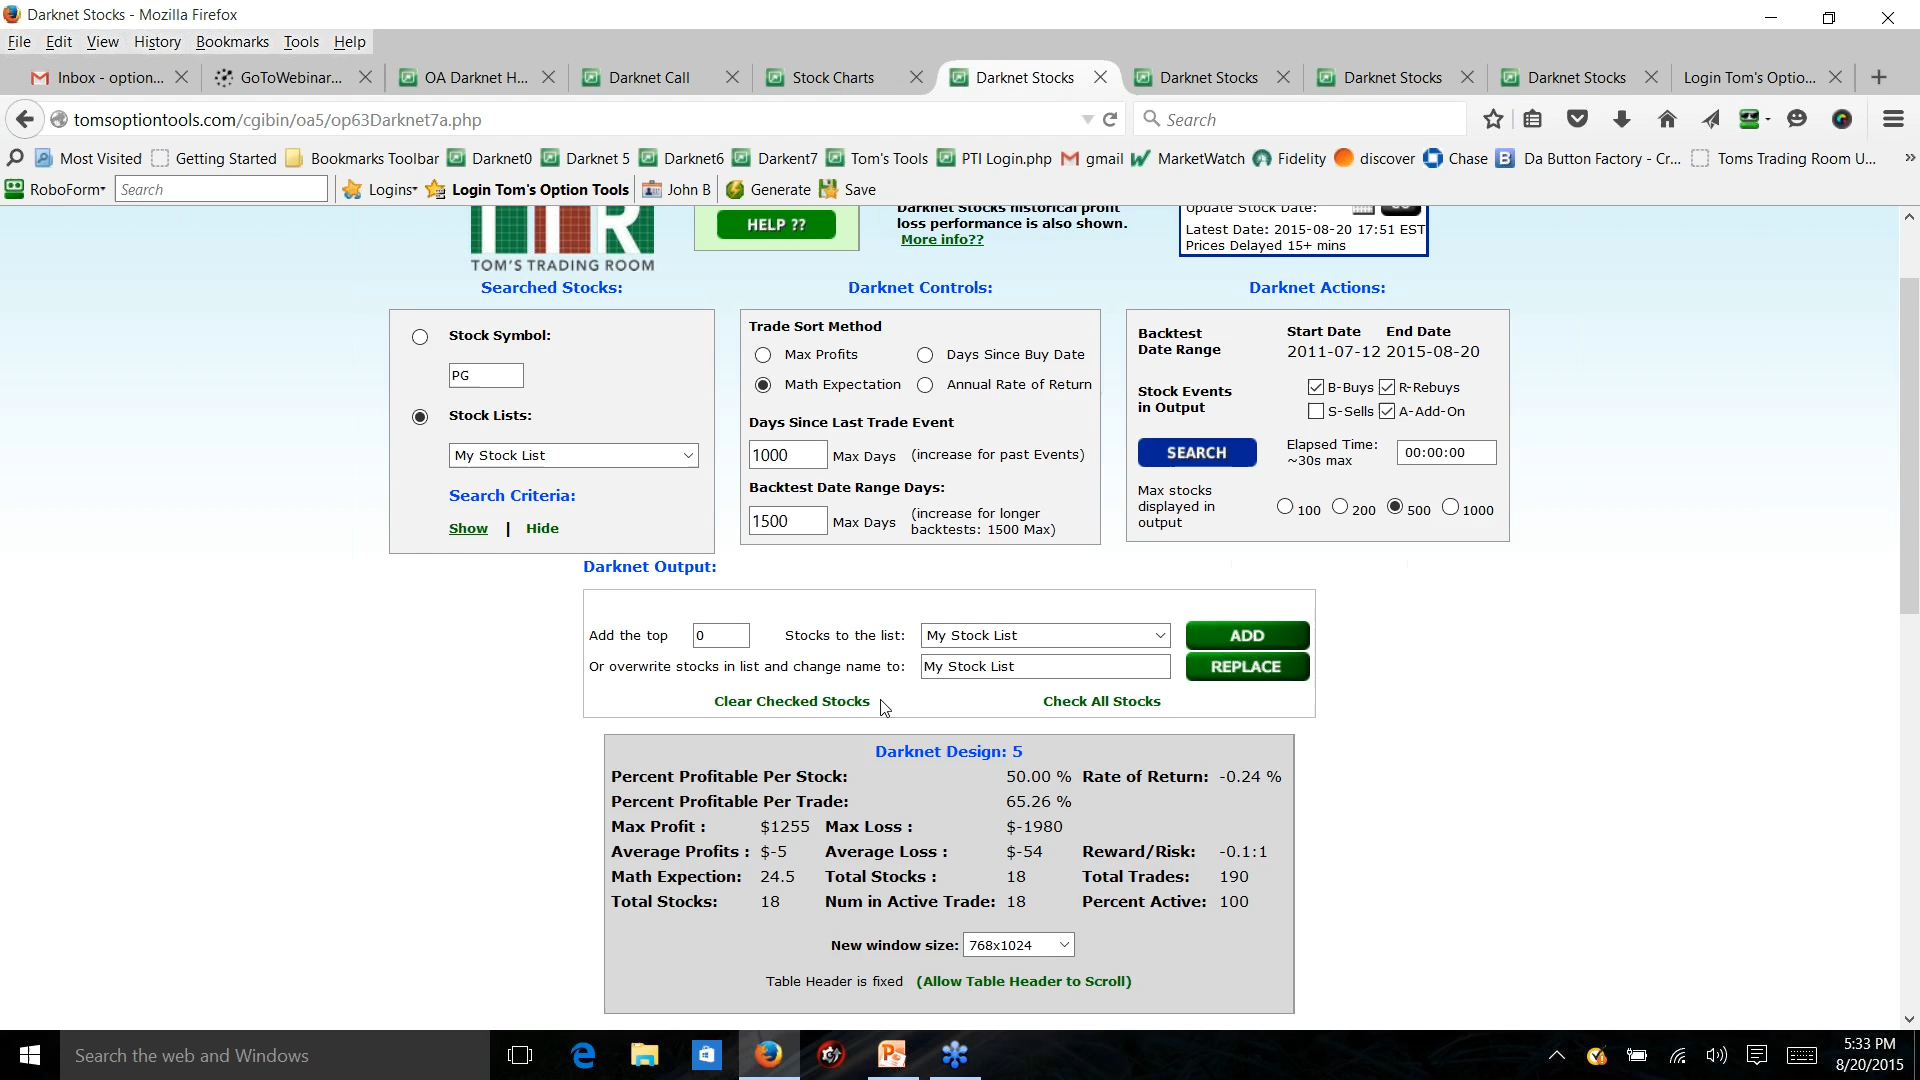 Darknet Stocks - Mozilla Firefox
File Edit View History Bookmarks Tools Help
Inbox - option... GoToWebinar... OA Darknet H... Darknet Call Stock Charts Darknet Stocks Darknet Stocks Darknet Stocks Darknet Stocks Login Tom's Optio...
tomsoptiontools.com/cgibin/oa5/op63Darknet7a.php Search
Most Visited Getting Started Bookmarks Toolbar Darknet0 Darknet 5 Darknet6 Darkent7 Tom's Tools PTI Login.php gmail MarketWatch Fidelity discover Chase Da Button Factory - Cr... Toms Trading Room U... »
RoboForm Search Logins Login Tom's Option Tools John B Generate Save
TTR
TOM'S TRADING ROOM
HELP ??
Darknet Stocks historical profit
loss performance is also shown.
More info??
Update Stock Date: GO
Latest Date: 2015-08-20 17:51 EST
Prices Delayed 15+ mins
Searched Stocks:
Stock Symbol:
PG
Stock Lists:
My Stock List
Search Criteria:
Show | Hide
Darknet Controls:
Trade Sort Method
Max Profits Days Since Buy Date
Math Expectation Annual Rate of Return
Days Since Last Trade Event
1000 Max Days (increase for past Events)
Backtest Date Range Days:
1500 Max Days (increase for longer
backtests: 1500 Max)
Darknet Actions:
Backtest
Date Range
Start Date End Date
2011-07-12 2015-08-20
Stock Events
in Output
B-Buys R-Rebuys
S-Sells A-Add-On
SEARCH
Elapsed Time:
~30s max
00:00:00
Max stocks
displayed in
output
100 200 500 1000
Darknet Output:
Add the top 0 Stocks to the list: My Stock List ADD
Or overwrite stocks in list and change name to: My Stock List REPLACE
Clear Checked Stocks Check All Stocks
Darknet Design: 5
Percent Profitable Per Stock: 50.00 % Rate of Return: -0.24 %
Percent Profitable Per Trade: 65.26 %
Max Profit : $1255 Max Loss : $-1980
Average Profits : $-5 Average Loss : $-54 Reward/Risk: -0.1:1
Math Expection: 24.5 Total Stocks : 18 Total Trades: 190
Total Stocks: 18 Num in Active Trade: 18 Percent Active: 100
New window size: 768x1024
Table Header is fixed (Allow Table Header to Scroll)
Search the web and Windows
5:33 PM
8/20/2015